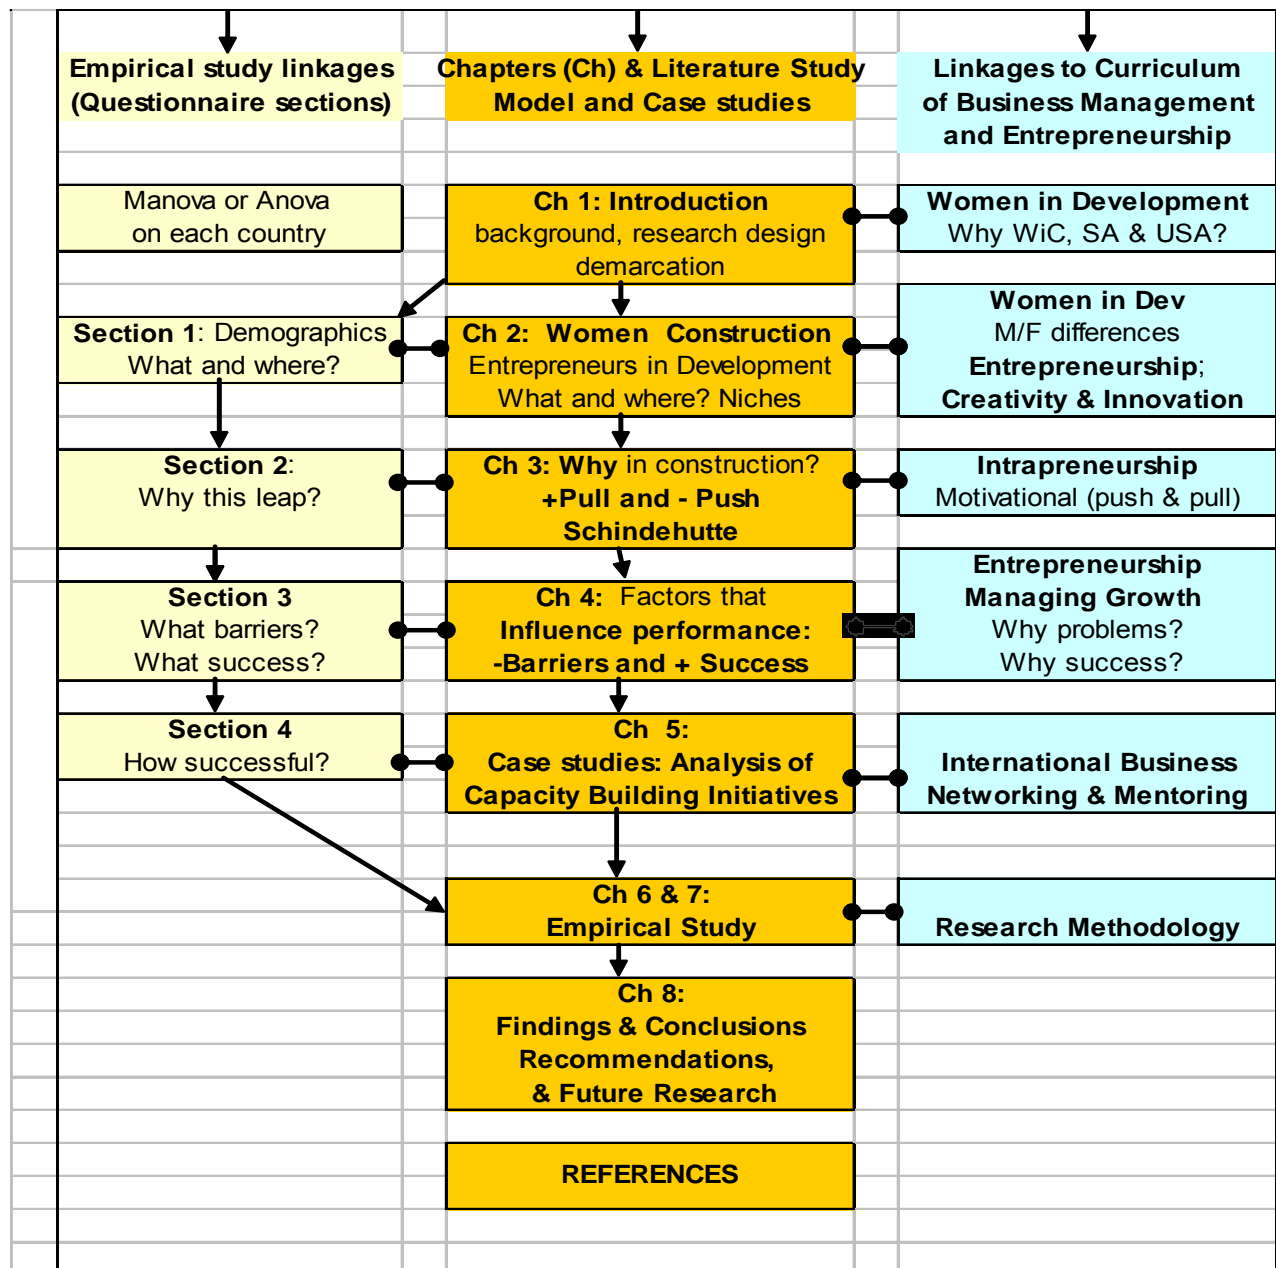 Empirical study linkages
(Questionnaire sections)
Chapters (Ch) & Literature Study
Model and Case studies
Linkages to Curriculum
of Business Management
and Entrepreneurship
Manova or Anova
on each country
Ch 1: Introduction
background, research design
demarcation
Women in Development
Why WiC, SA & USA?
Section 1: Demographics
What and where?
Ch 2: Women Construction
Entrepreneurs in Development
What and where? Niches
Women in Dev
M/F differences
Entrepreneurship;
Creativity & Innovation
Section 2:
Why this leap?
Ch 3: Why in construction?
+Pull and - Push
Schindehutte
Intrapreneurship
Motivational (push & pull)
Section 3
What barriers?
What success?
Ch 4: Factors that
Influence performance:
-Barriers and + Success
Entrepreneurship
Managing Growth
Why problems?
Why success?
Section 4
How successful?
Ch 5:
Case studies: Analysis of
Capacity Building Initiatives
International Business
Networking & Mentoring
Ch 6 & 7:
Empirical Study
Research Methodology
Ch 8:
Findings & Conclusions
Recommendations,
& Future Research
REFERENCES